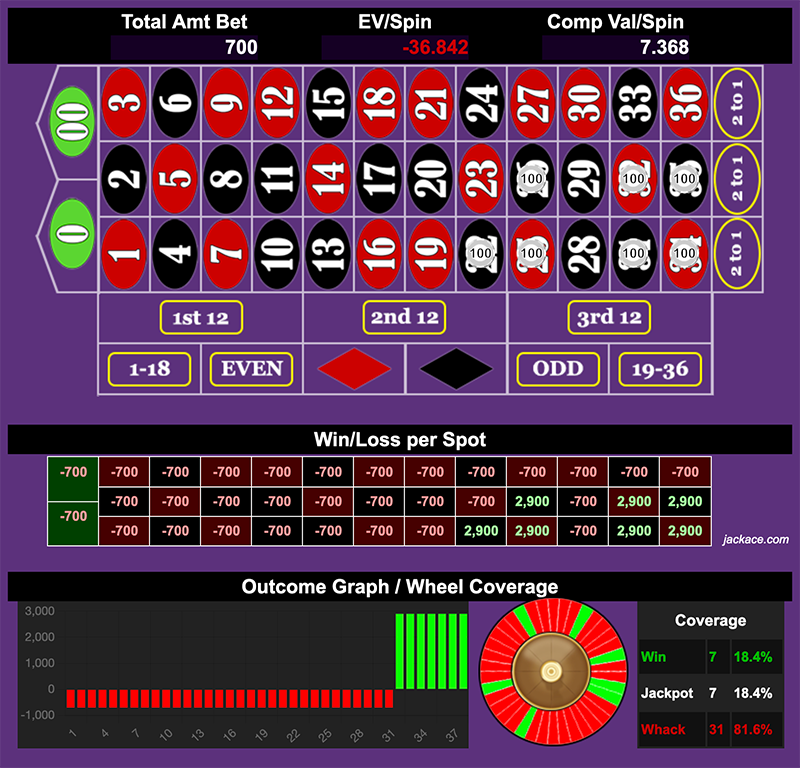 Total Amt Bet EV/Spin Comp Val/Spin
700 -36.842 7.368
00 3 6 9 12 15 18 21 24 27 30 33 36 2 to 1
2 5 8 11 14 17 20 23 100 29 100 100 2 to 1
0 1 4 7 10 13 16 19 100 100 28 100 100 2 to 1
1st 12 2nd 12 3rd 12
1-18 EVEN ODD 19-36
Win/Loss per Spot
-700 -700 -700 -700 -700 -700 -700 -700 -700 -700 -700 -700 -700
-700 -700 -700 -700 -700 -700 -700 -700 2,900 -700 2,900 2,900
-700 -700 -700 -700 -700 -700 -700 -700 2,900 2,900 -700 2,900 2,900
jackace.com
Outcome Graph / Wheel Coverage
3,000
2,000
1,000
0
-1,000
1 4 7 10 13 16 19 22 25 28 31 34 37
Coverage
Win 7 18.4%
Jackpot 7 18.4%
Whack 31 81.6%